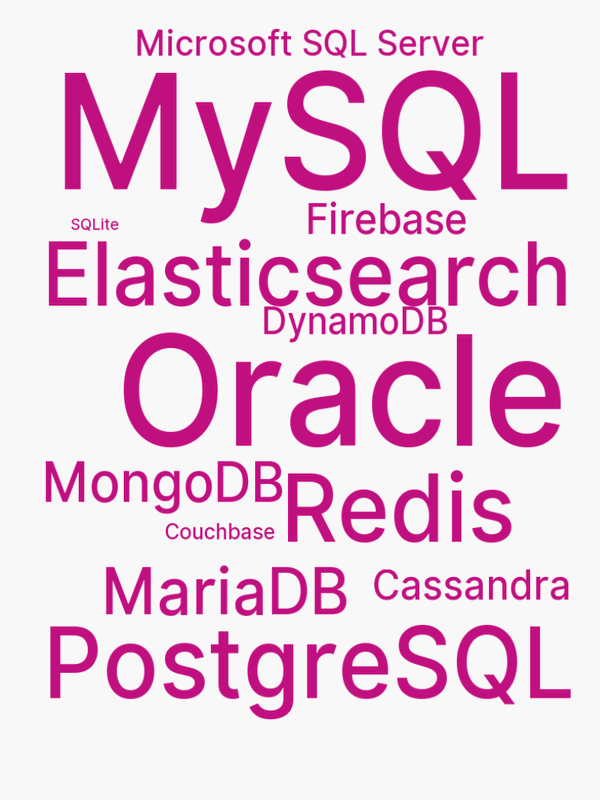 Microsoft SQL Server
MySQL
Firebase
SQLite
Elasticsearch
DynamoDB
Oracle
MongoDB
Redis
Couchbase
MariaDB
Cassandra
PostgreSQL